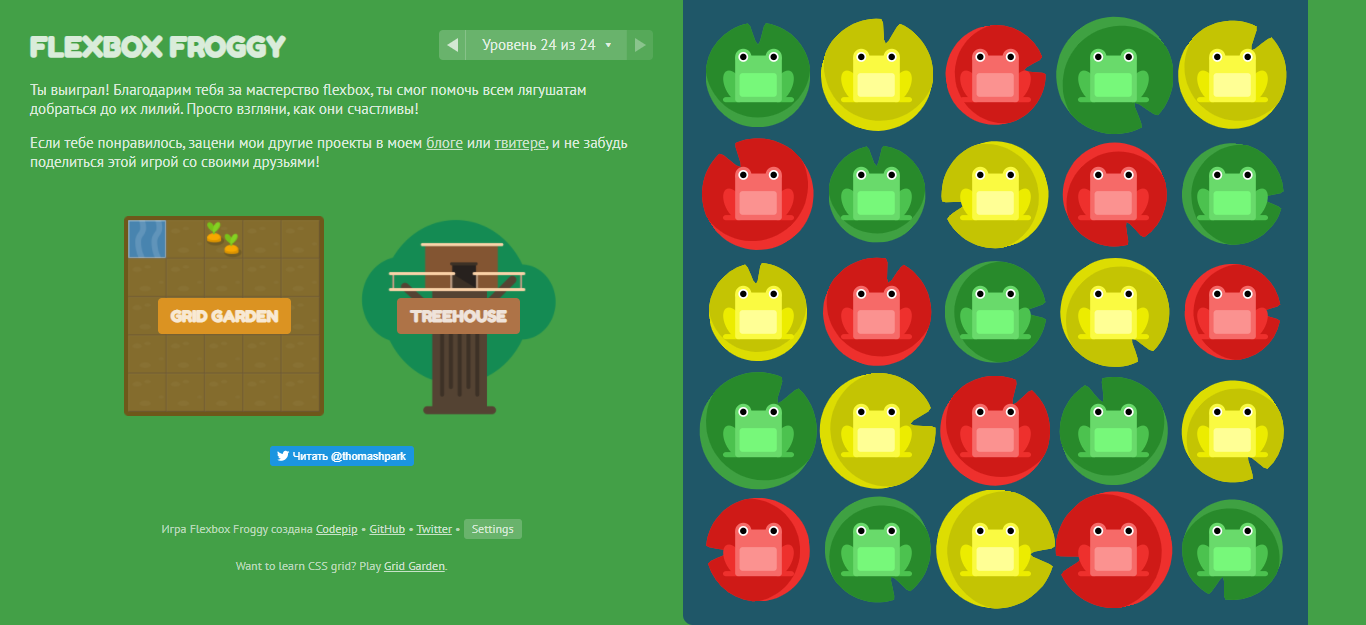 FLEXBOX FROGGY
Уровень 24 из 24
Ты выиграл! Благодарим тебя за мастерство flexbox, ты смог помочь всем лягушатам
добраться до их лилий. Просто взгляни, как они счастливы!
Если тебе понравилось, зацени мои другие проекты в моем блоге или твитере, и не забудь
поделиться этой игрой со своими друзьями!
GRID GARDEN
TREEHOUSE
Читать @thomashpark
Игра Flexbox Froggy создана Codepip • GitHub • Twitter • Settings
Want to learn CSS grid? Play Grid Garden.